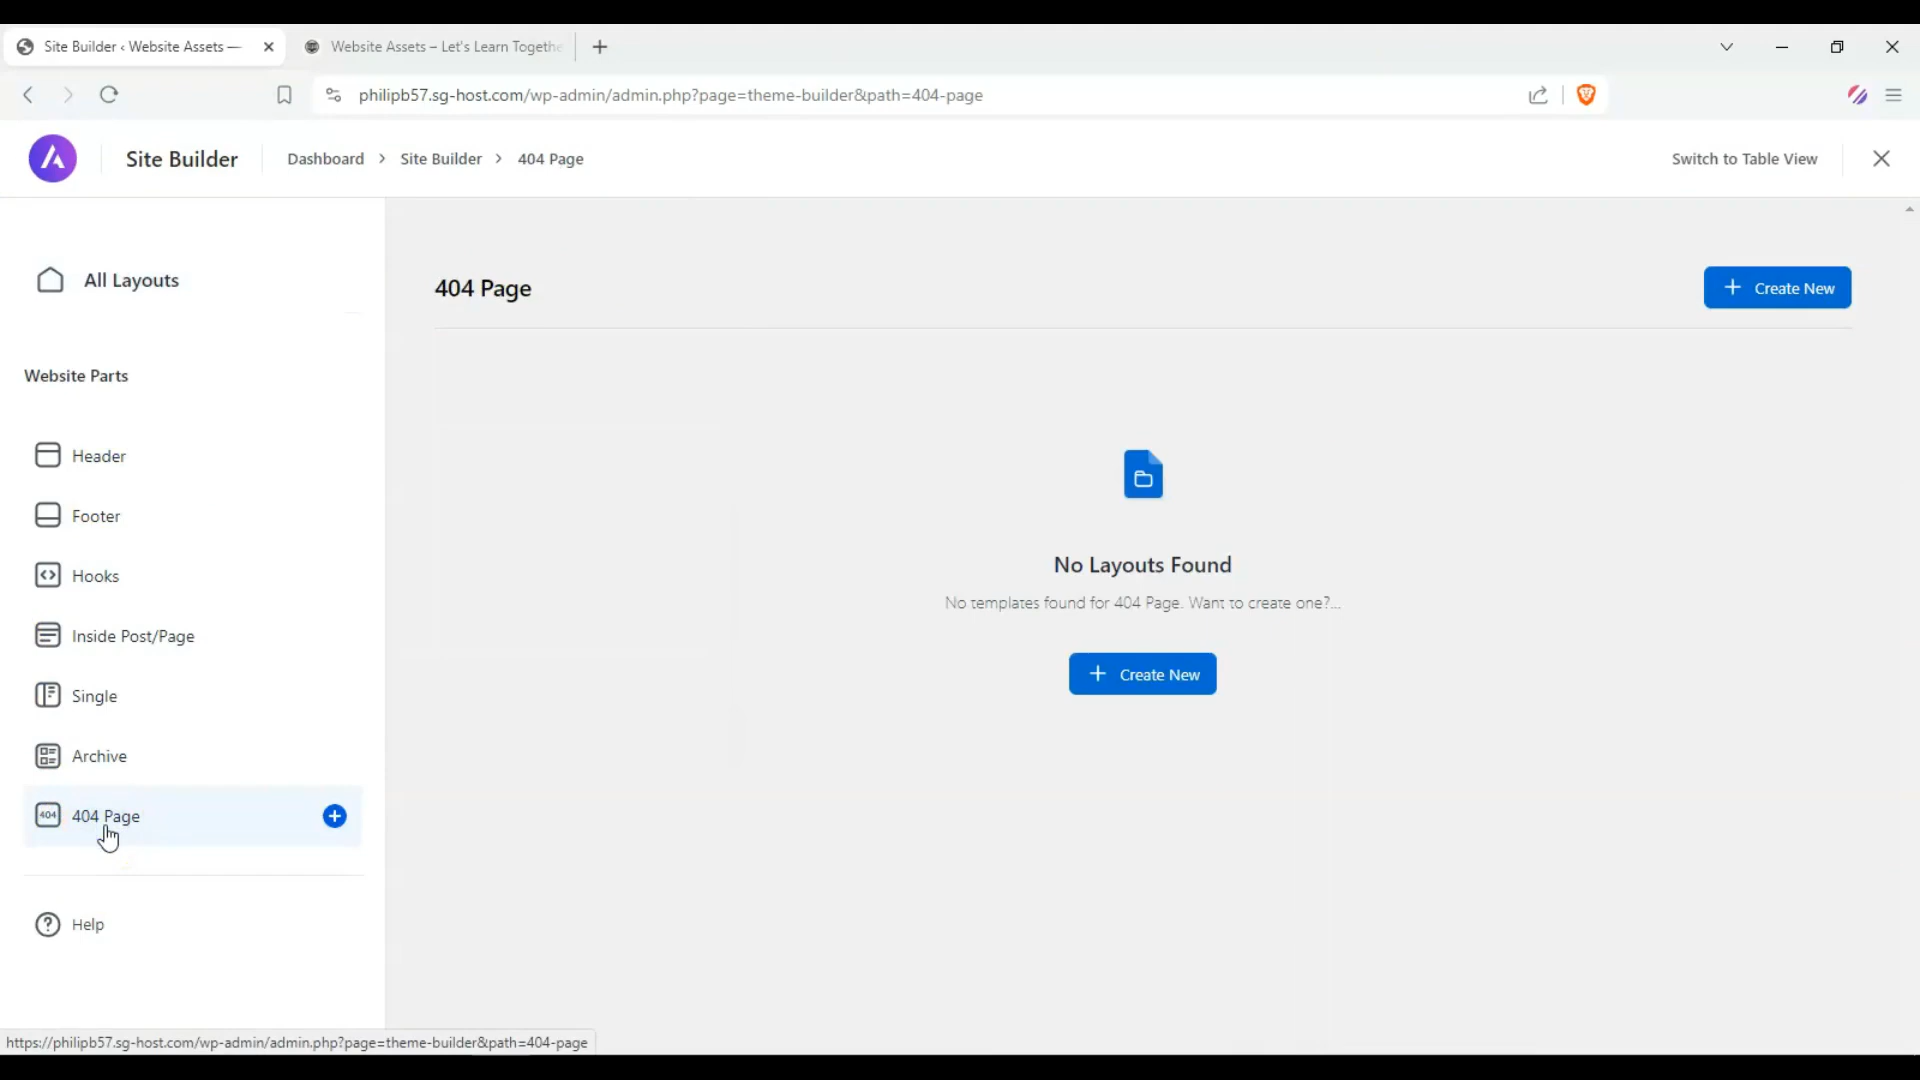 Site Builder ‹ Website Assets —
Website Assets – Let's Learn Togethe
philipb57.sg-host.com/wp-admin/admin.php?page=theme-builder&path=404-page
Site Builder
Dashboard > Site Builder > 404 Page
Switch to Table View
All Layouts
404 Page
Create New
Website Parts
Header
Footer
Hooks
Inside Post/Page
Single
Archive
404
404 Page
Help
No Layouts Found
No templates found for 404 Page. Want to create one?...
Create New
https://philipb57.sg-host.com/wp-admin/admin.php?page=theme-builder&path=404-page